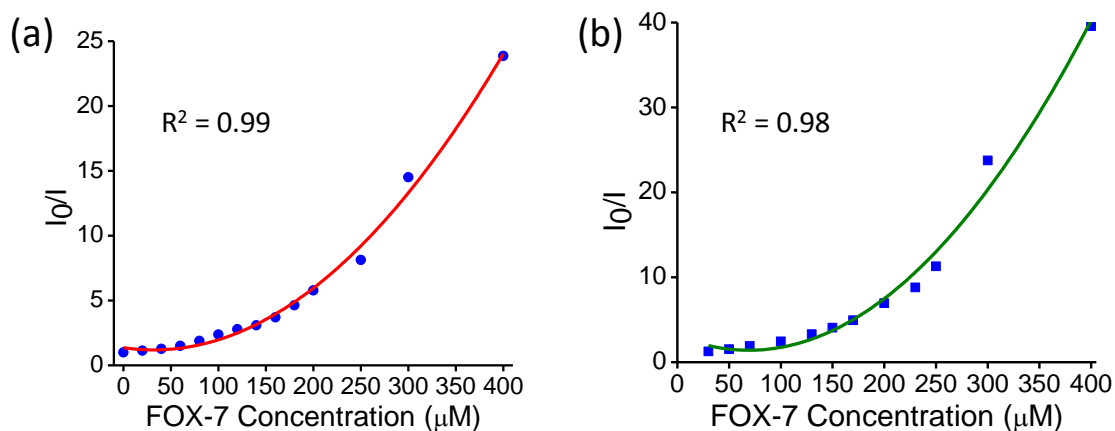 (a)
25
20
15
10
5
0
I₀/I
R² = 0.99
0 50 100 150 200 250 300 350 400
FOX-7 Concentration (μM)
(b)
40
30
20
10
0
I₀/I
R² = 0.98
0 50 100 150 200 250 300 350 400
FOX-7 Concentration (μM)